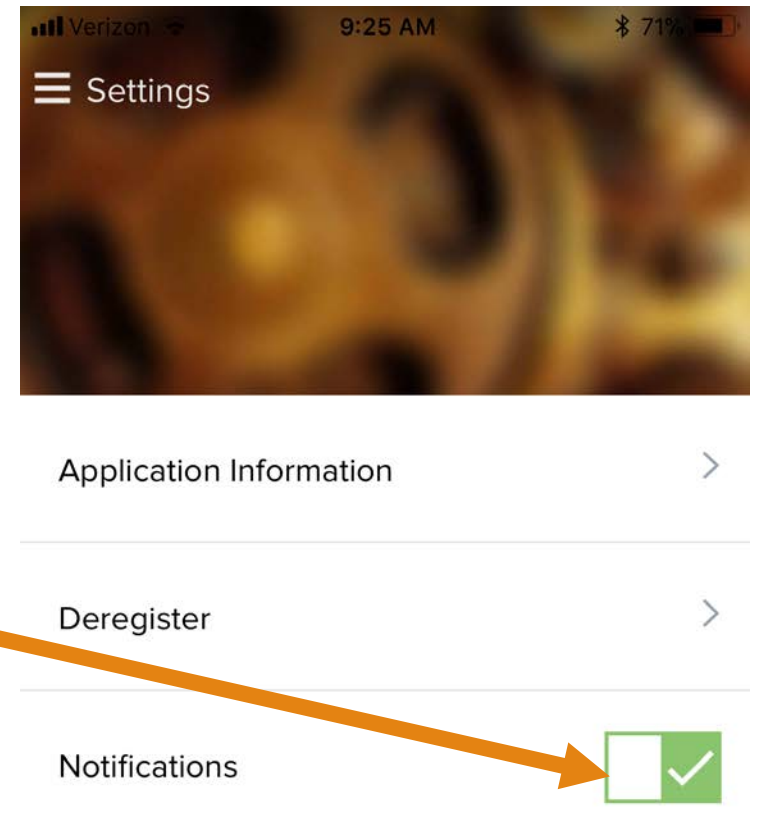 Verizon 9:25 AM 71%
Settings
Application Information
Deregister
Notifications